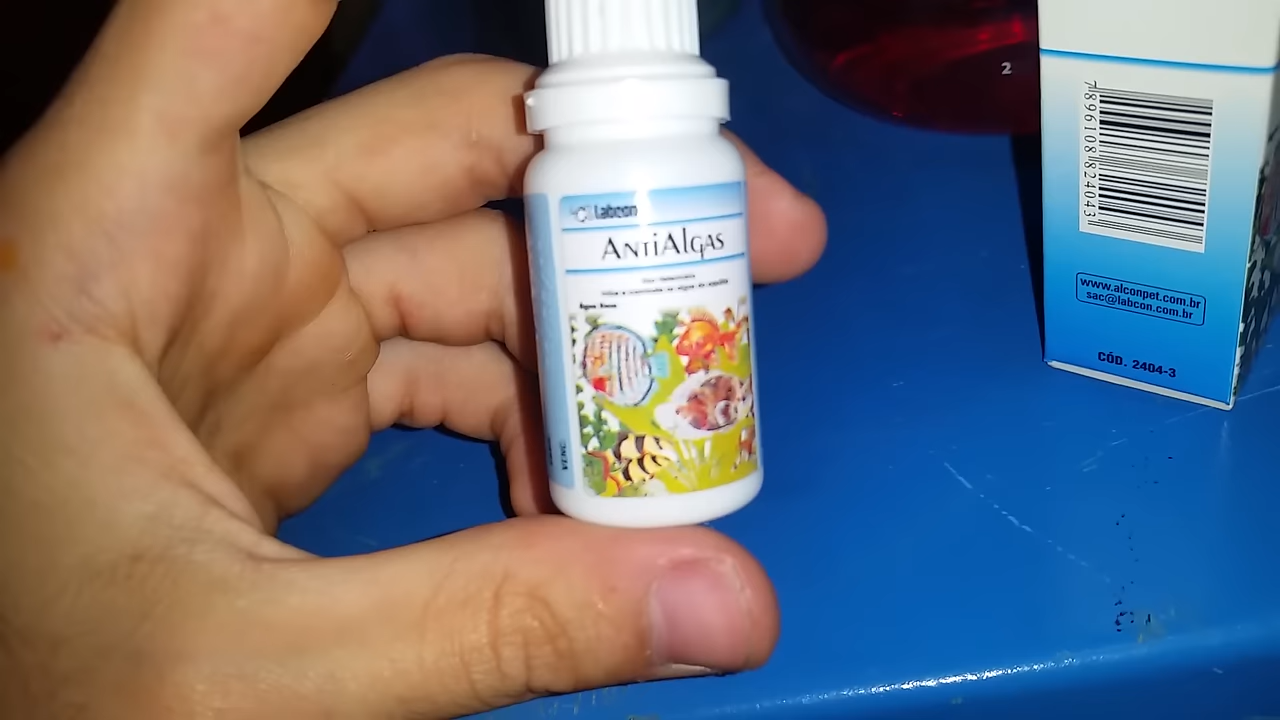 labcon
ANTIALGAS
2
7896108824043
www.alconpet.com.br
sac@labcon.com.br
CÓD. 2404-3